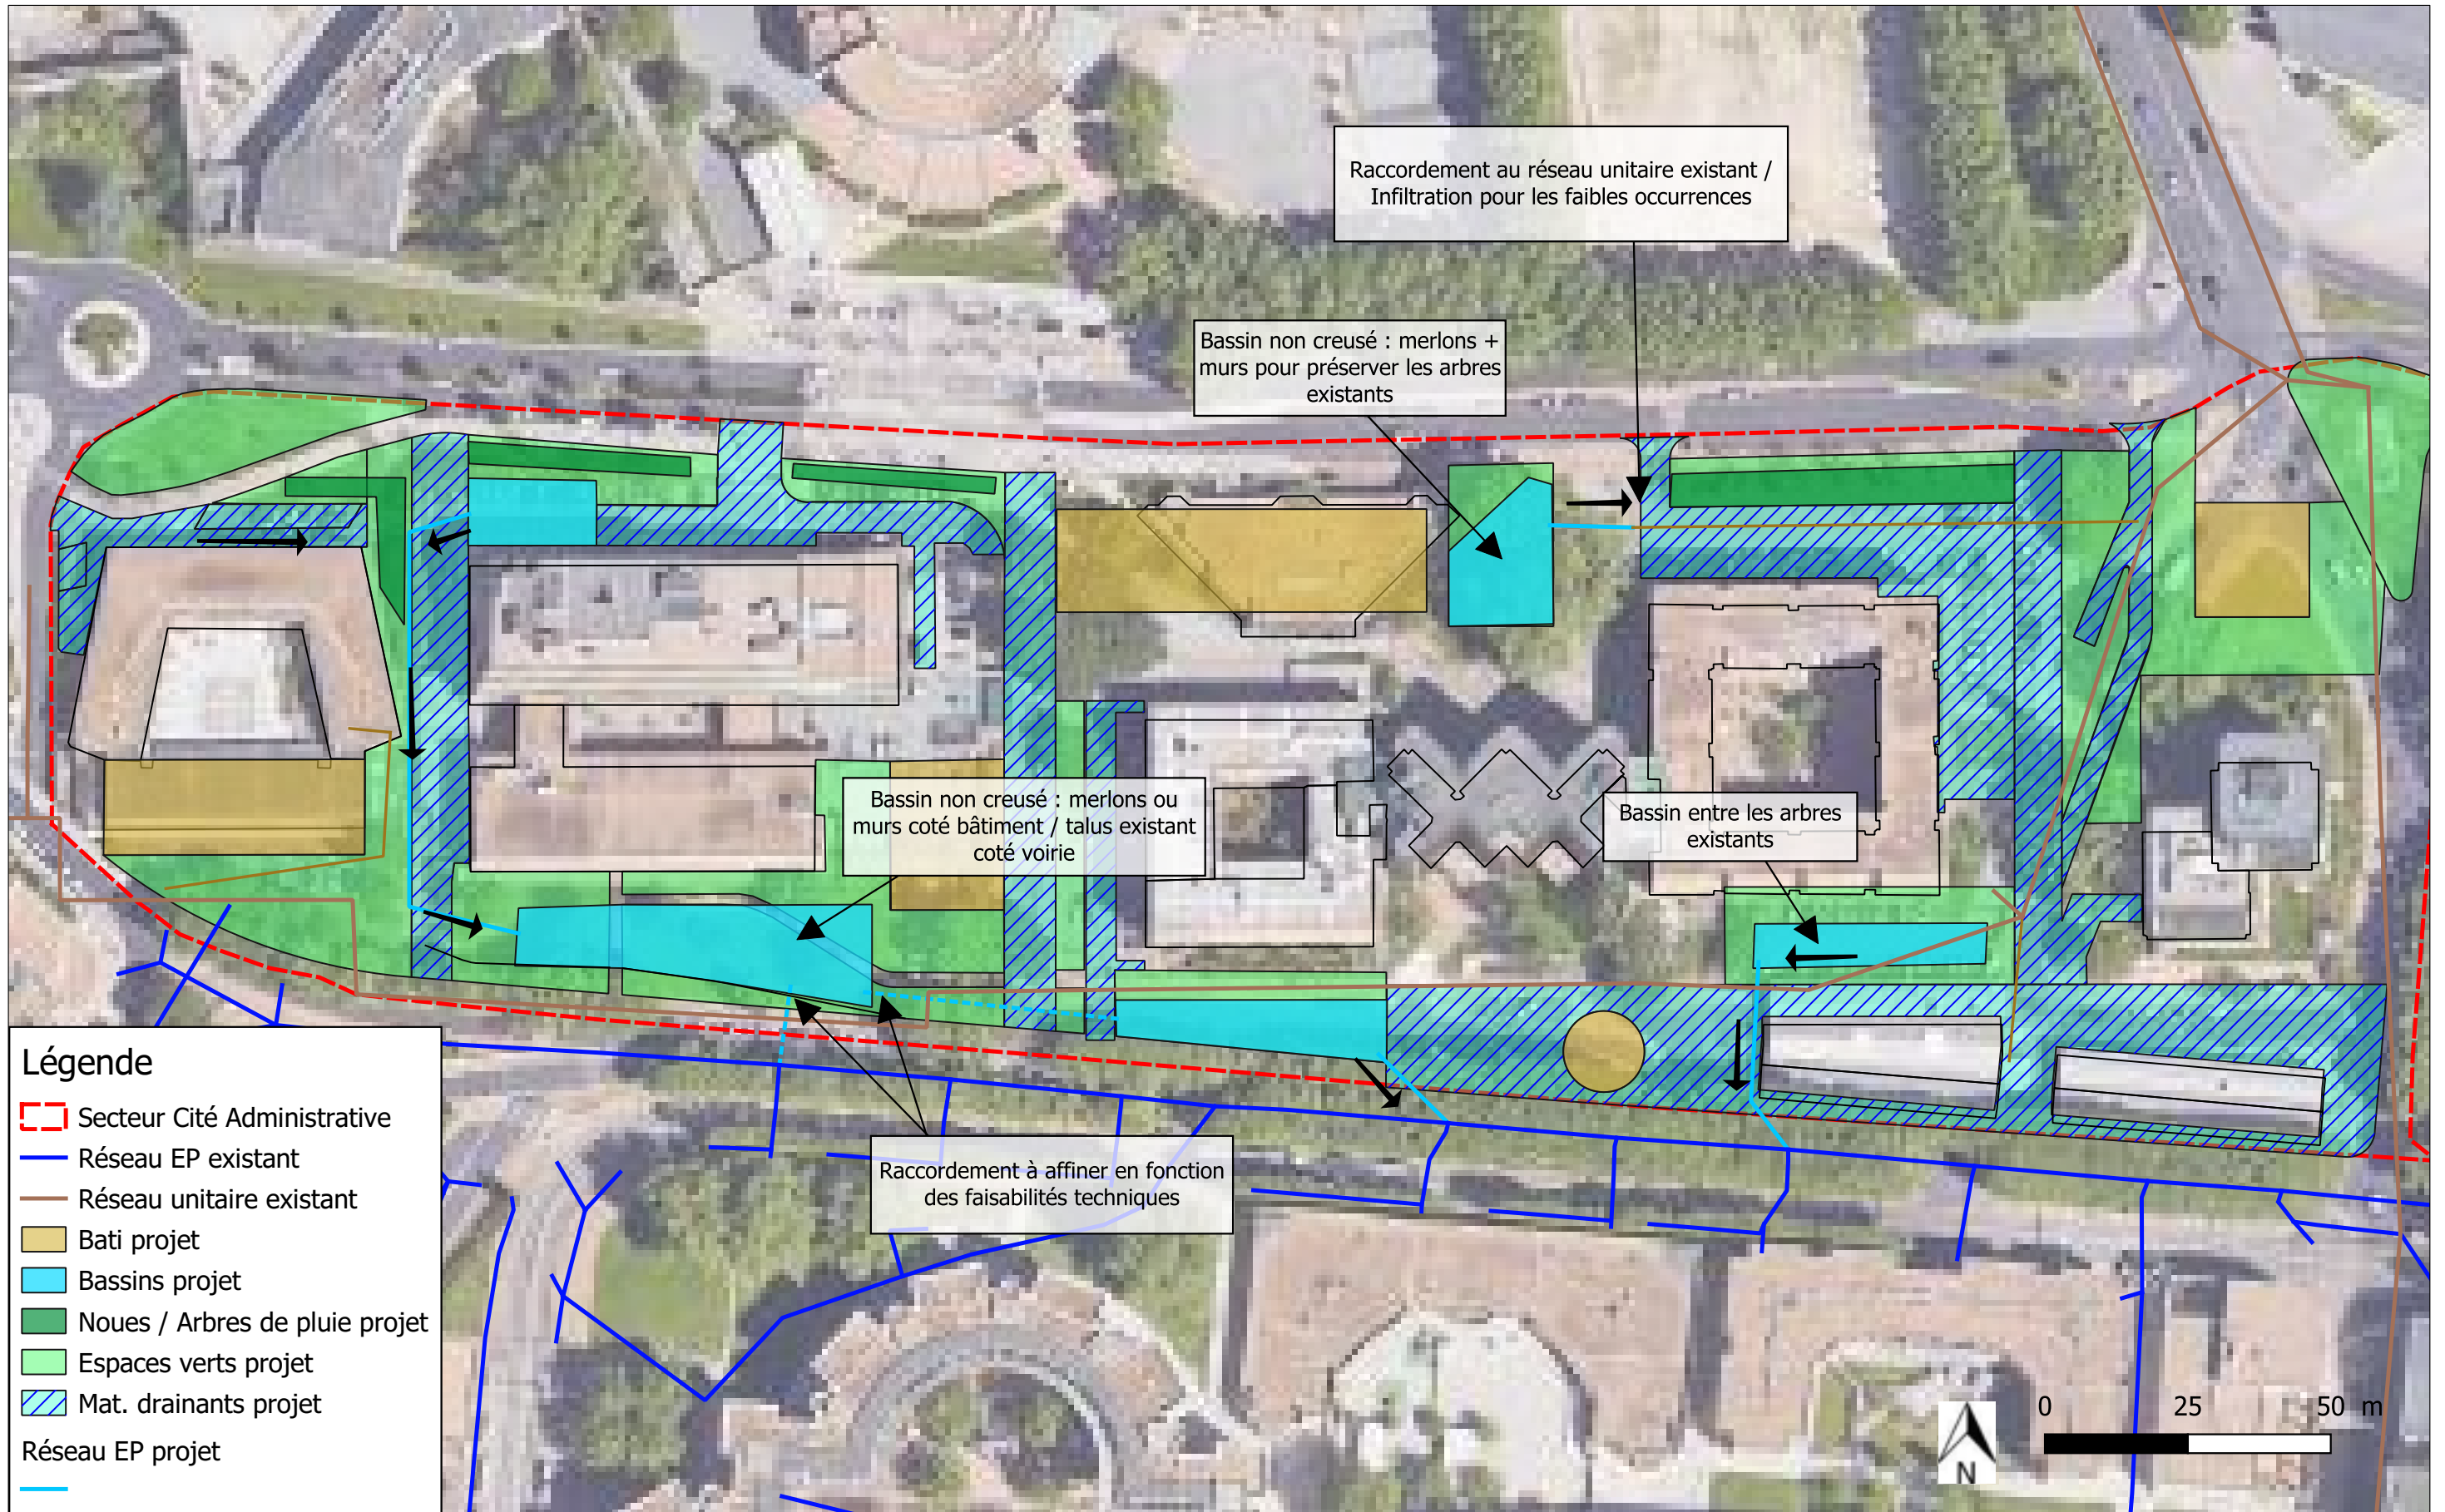 Raccordement au réseau unitaire existant /
Infiltration pour les faibles occurrences
Bassin non creusé : merlons +
murs pour préserver les arbres
existants
Bassin non creusé : merlons ou
murs coté bâtiment / talus existant
coté voirie
Bassin entre les arbres
existants
Raccordement à affiner en fonction
des faisabilités techniques
Légende
Secteur Cité Administrative
Réseau EP existant
Réseau unitaire existant
Bati projet
Bassins projet
Noues / Arbres de pluie projet
Espaces verts projet
Mat. drainants projet
Réseau EP projet
0 25 50 m
N